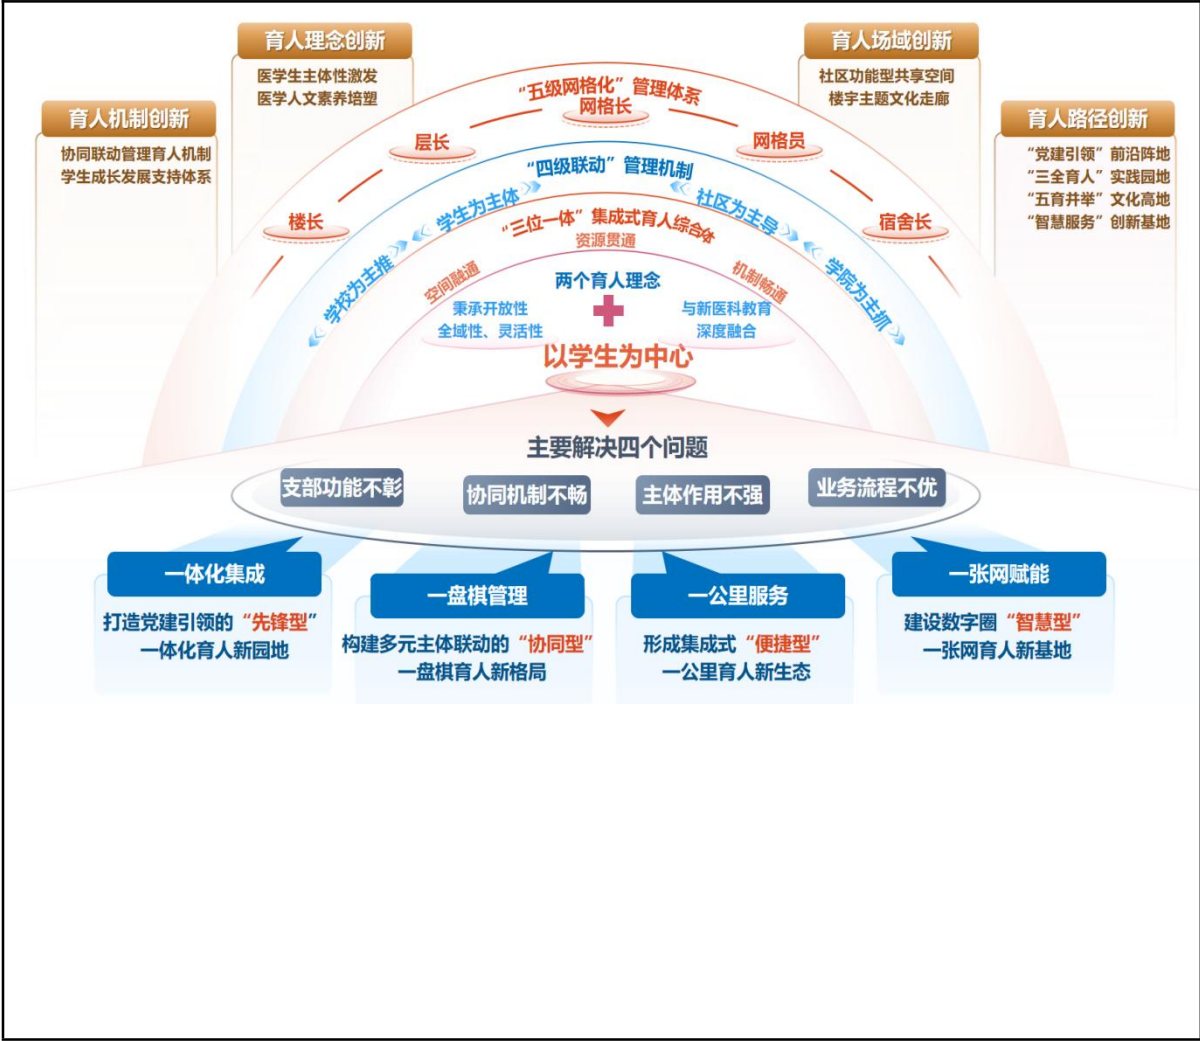 育人理念创新
医学生主体性激发
医学人文素养培塑
育人场域创新
社区功能型共享空间
楼宇主题文化走廊
育人机制创新
协同联动管理育人机制
学生成长发展支持体系
育人路径创新
“党建引领”前沿阵地
“三全育人”实践园地
“五育并举”文化高地
“智慧服务”创新基地
“五级网格化”管理体系
楼长
层长
网格长
网格员
宿舍长
“四级联动”管理机制
学校为主推
学生为主体
社区为主导
学院为主抓
“三位一体”集成式育人综合体
空间融通
资源贯通
机制畅通
两个育人理念
秉承开放性
全域性、灵活性
与新医科教育
深度融合
以学生为中心
主要解决四个问题
支部功能不彰
协同机制不畅
主体作用不强
业务流程不优
一体化集成
打造党建引领的“先锋型”
一体化育人新园地
一盘棋管理
构建多元主体联动的“协同型”
一盘棋育人新格局
一公里服务
形成集成式“便捷型”
一公里育人新生态
一张网赋能
建设数字圈“智慧型”
一张网育人新基地